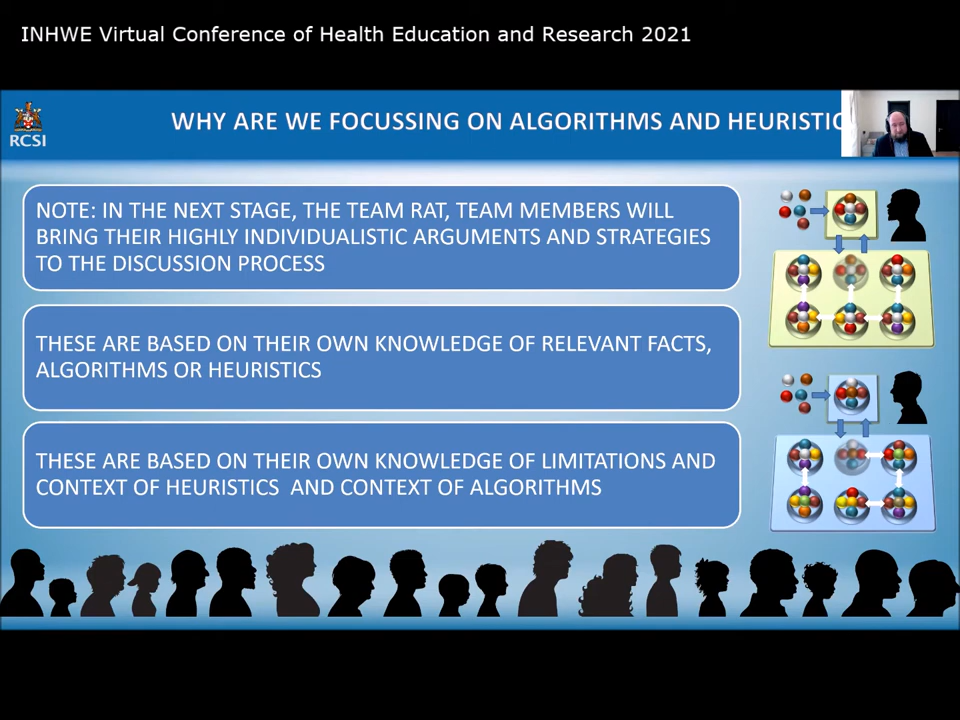 INHWE Virtual Conference of Health Education and Research 2021
RCSI
WHY ARE WE FOCUSSING ON ALGORITHMS AND HEURISTIC
NOTE: IN THE NEXT STAGE, THE TEAM RAT, TEAM MEMBERS WILL
BRING THEIR HIGHLY INDIVIDUALISTIC ARGUMENTS AND STRATEGIES
TO THE DISCUSSION PROCESS
THESE ARE BASED ON THEIR OWN KNOWLEDGE OF RELEVANT FACTS,
ALGORITHMS OR HEURISTICS
THESE ARE BASED ON THEIR OWN KNOWLEDGE OF LIMITATIONS AND
CONTEXT OF HEURISTICS AND CONTEXT OF ALGORITHMS